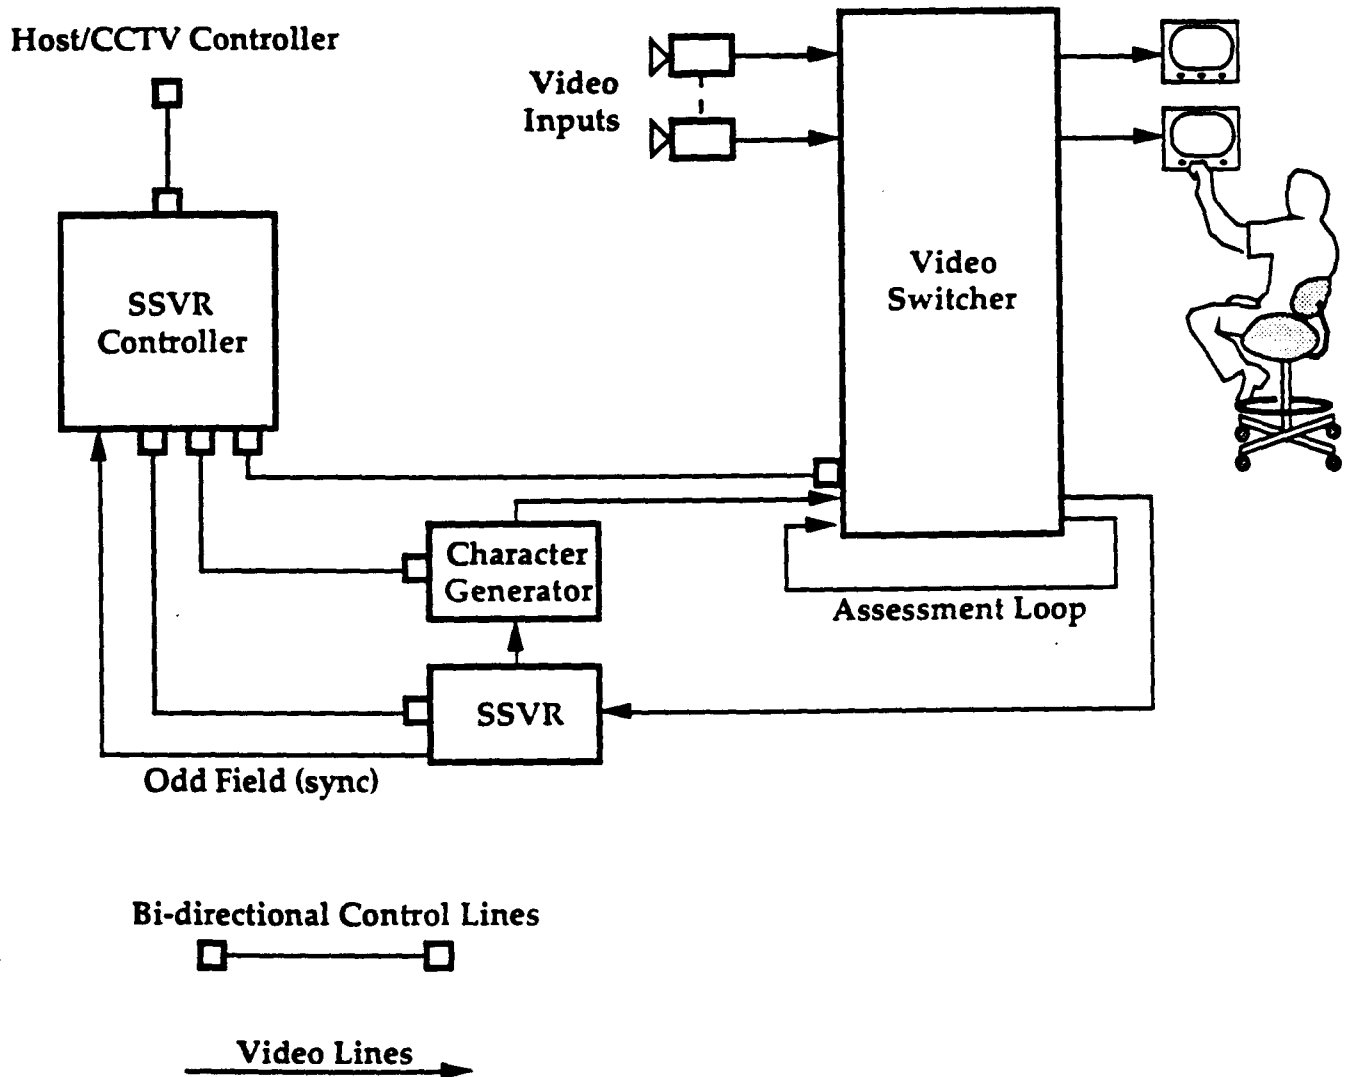 Host/CCTV Controller
Video
Inputs
SSVR
Controller
Video
Switcher
Character
Generator
Assessment Loop
SSVR
Odd Field (sync)
Bi-directional Control Lines
Video Lines